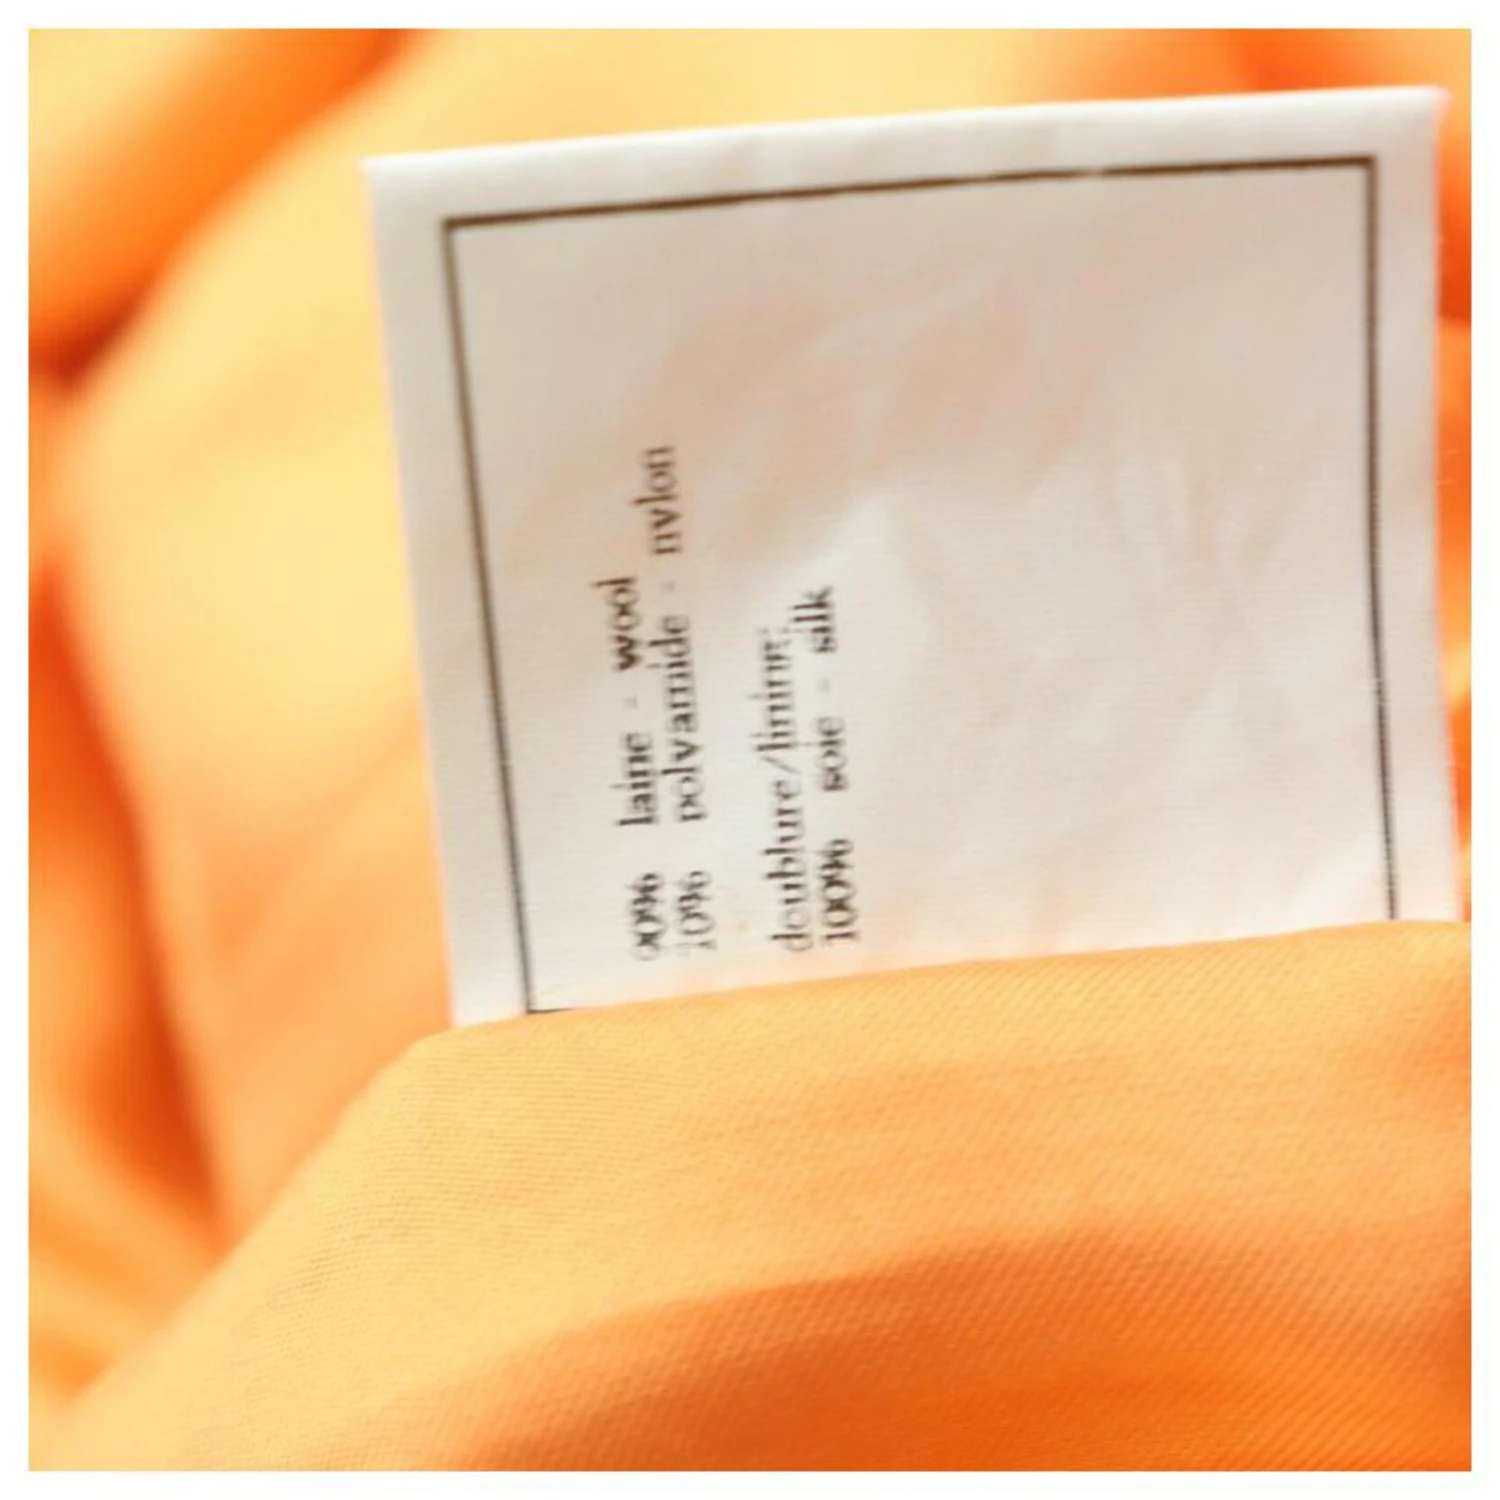 90% laine - wool
10% polyamide - nylon
doublure/lining:
100% soie - silk